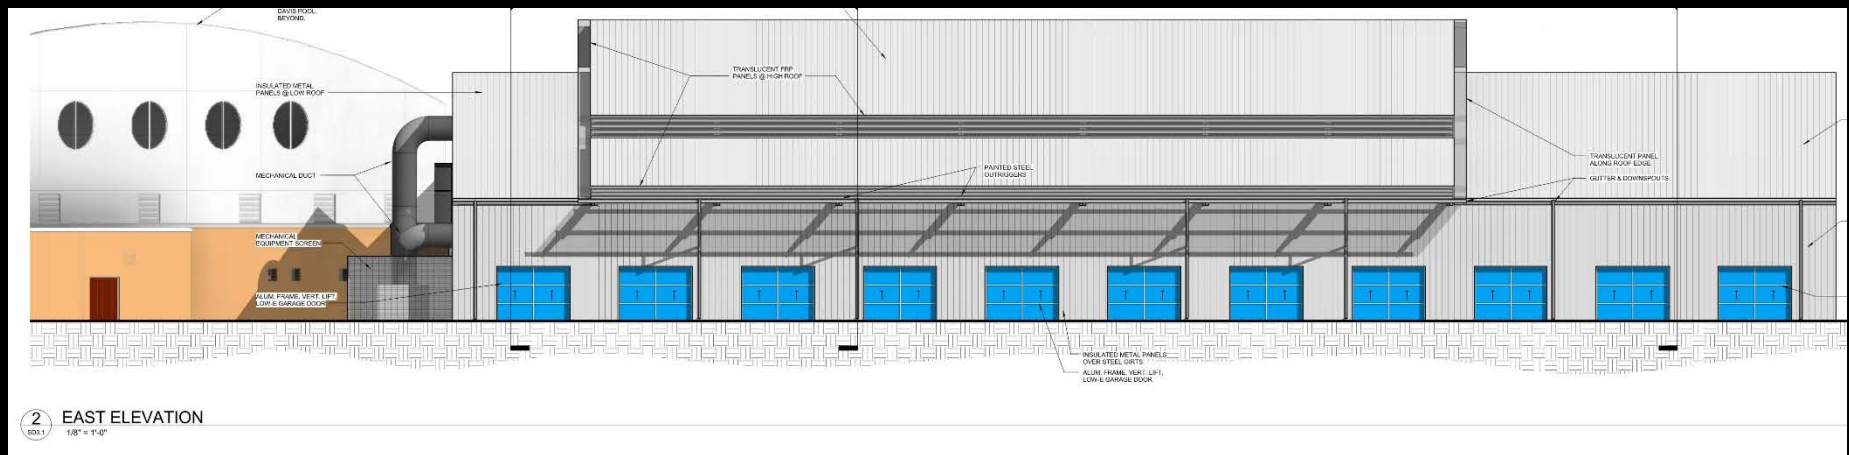 DAVIS POOL.
BEYOND.
INSULATED METAL
PANELS @ LOW ROOF
TRANSLUCENT FRP
PANELS @ HIGH ROOF
MECHANICAL DUCT
PAINTED STEEL
OUTRIGGERS
TRANSLUCENT PANEL
ALONG ROOF EDGE
GUTTER & DOWNSPOUTS
MECHANICAL
EQUIPMENT SCREEN
ALUM. FRAME, VERT. LIFT,
LOW-E GARAGE DOOR
INSULATED METAL PANELS
OVER STEEL GIRTS
ALUM. FRAME, VERT. LIFT,
LOW-E GARAGE DOOR
2 EAST ELEVATION
SD3.1 1/8" = 1'-0"